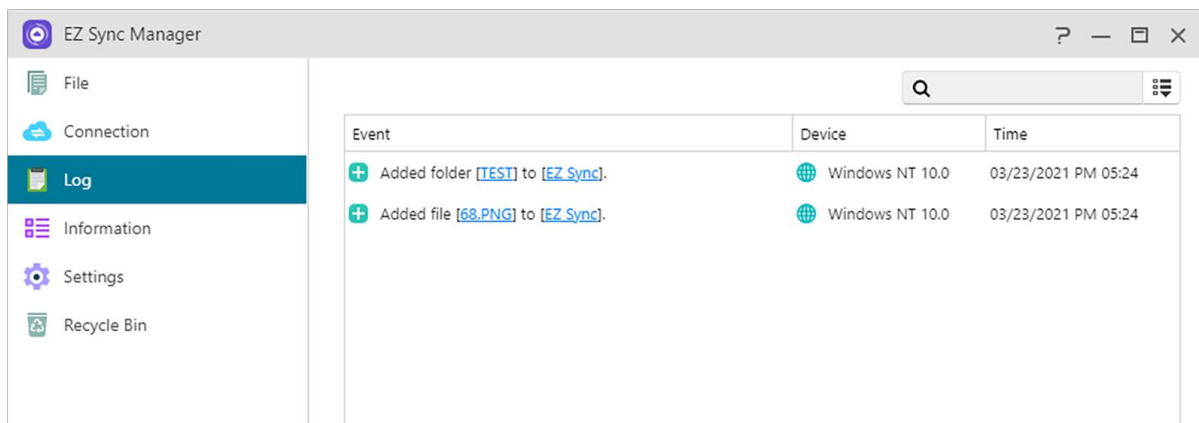 EZ Sync Manager
File
Connection
Log
Information
Settings
Recycle Bin
Event Device Time
Added folder [TEST] to [EZ Sync]. Windows NT 10.0 03/23/2021 PM 05:24
Added file [68.PNG] to [EZ Sync]. Windows NT 10.0 03/23/2021 PM 05:24